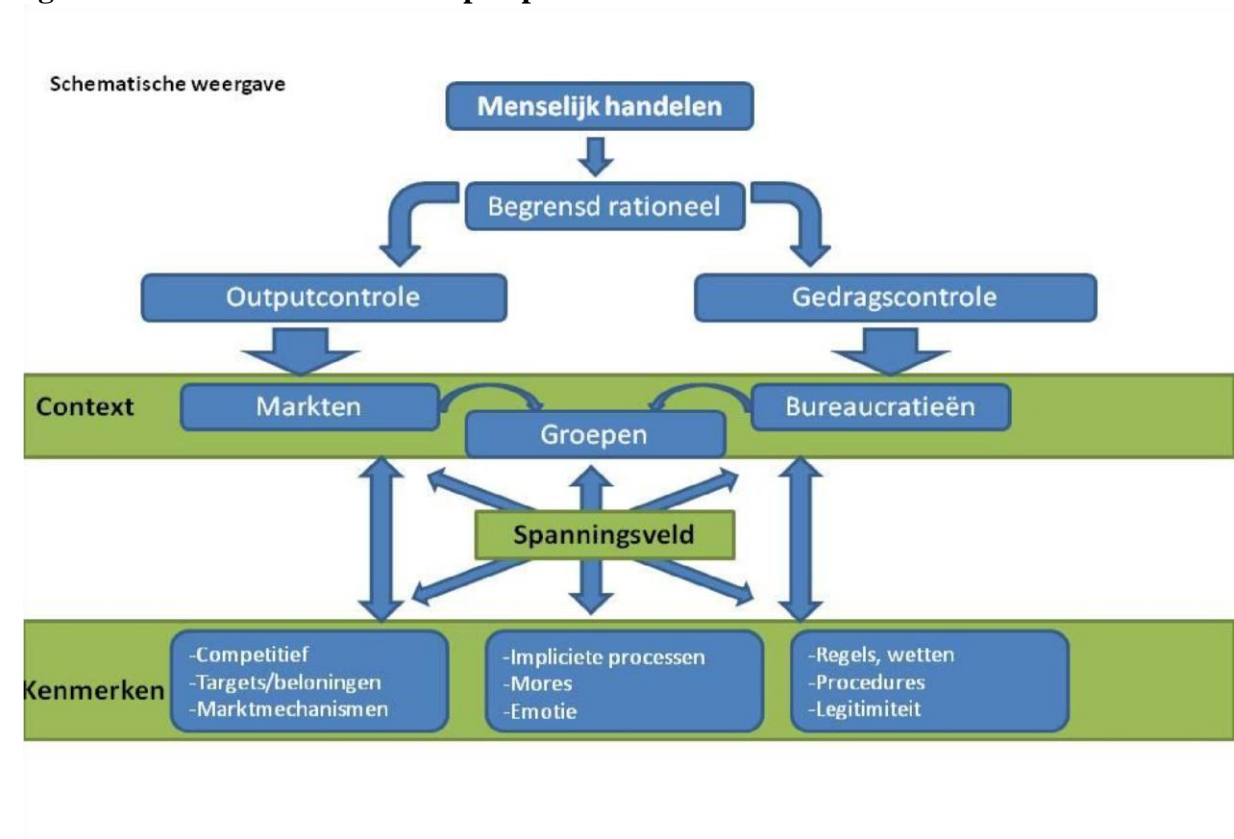 Schematische weergave
Menselijk handelen
Begrensd rationeel
Outputcontrole
Gedragscontrole
Context
Markten
Groepen
Bureaucratieën
Spanningsveld
Kenmerken
-Competitief
-Targets/beloningen
-Marktmechanismen
-Impliciete processen
-Mores
-Emotie
-Regels, wetten
-Procedures
-Legitimiteit